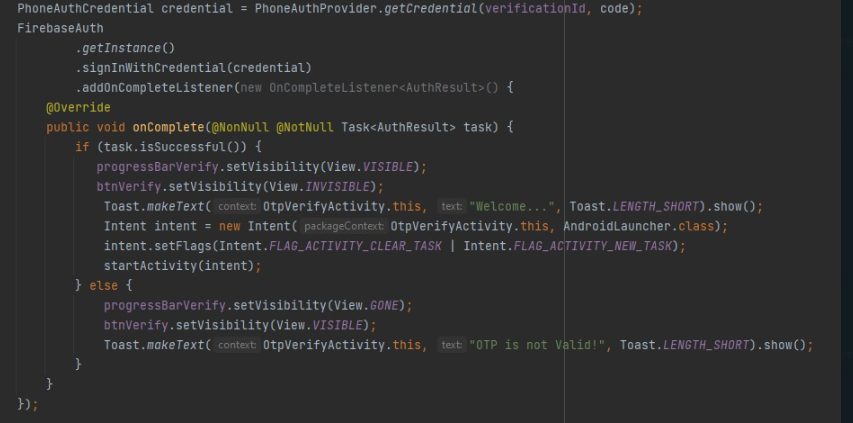 PhoneAuthCredential credential = PhoneAuthProvider.getCredential(verificationId, code);
FirebaseAuth
.getInstance()
.signInWithCredential(credential)
.addOnCompleteListener(new OnCompleteListener<AuthResult>() {
@Override
public void onComplete(@NonNull @NotNull Task<AuthResult> task) {
if (task.isSuccessful()) {
progressBarVerify.setVisibility(View.VISIBLE);
btnVerify.setVisibility(View.INVISIBLE);
Toast.makeText( context: OtpVerifyActivity.this, text: "Welcome...", Toast.LENGTH_SHORT).show();
Intent intent = new Intent( packageContext: OtpVerifyActivity.this, AndroidLauncher.class);
intent.setFlags(Intent.FLAG_ACTIVITY_CLEAR_TASK | Intent.FLAG_ACTIVITY_NEW_TASK);
startActivity(intent);
} else {
progressBarVerify.setVisibility(View.GONE);
btnVerify.setVisibility(View.VISIBLE);
Toast.makeText( context: OtpVerifyActivity.this, text: "OTP is not Valid!", Toast.LENGTH_SHORT).show();
}
}
});